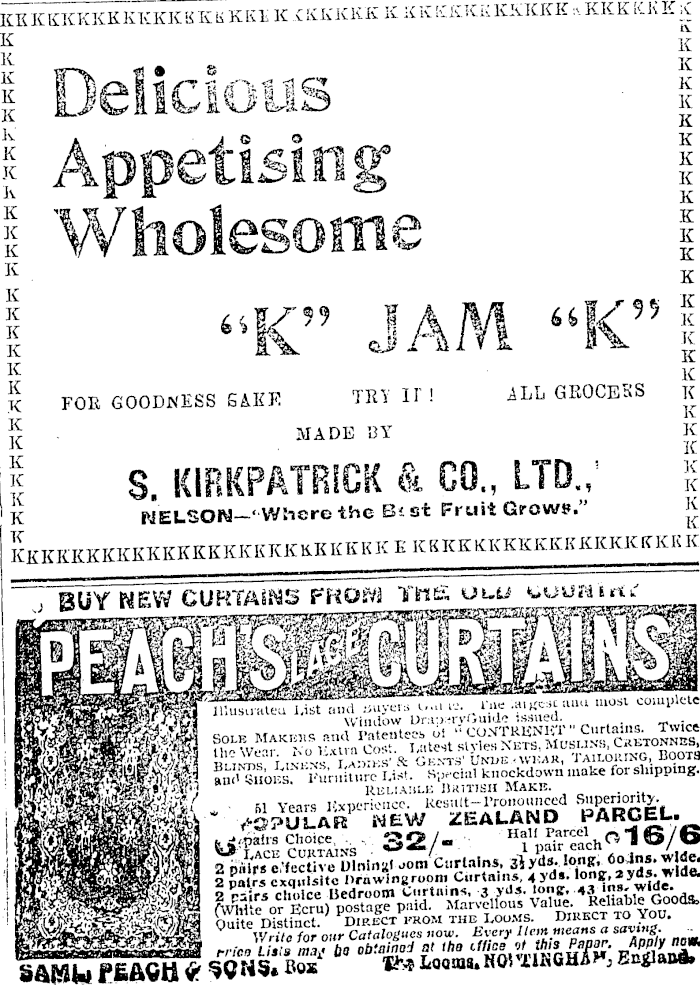 Delicious
Appetising
Wholesome
"K" JAM "K"
FOR GOODNESS SAKE TRY IT! ALL GROCERS
MADE BY
S. KIRKPATRICK & CO., LTD.,
NELSON—"Where the Best Fruit Grows."
BUY NEW CURTAINS FROM THE OLD COUNTRY
PEACH'S LACE CURTAINS
Illustrated List and Buyers Guide. The largest and most complete
Window Drapery Guide issued.
SOLE MAKERS and Patentees of "CONTRENET" Curtains. Twice
the Wear. No Extra Cost. Latest styles NETS, MUSLINS, CRETONNES,
BLINDS, LINENS, LADIES' & GENTS' UNDERWEAR, TAILORING, BOOTS
and SHOES. Furniture List. Special knockdown make for shipping.
RELIABLE BRITISH MAKE.
51 Years Experience. Result—Pronounced Superiority.
POPULAR NEW ZEALAND PARCEL.
6 pairs Choice LACE CURTAINS 32/- Half Parcel 1 pair each 16/6
2 pairs effective Diningroom Curtains, 3½ yds. long, 60 ins. wide.
2 pairs exquisite Drawingroom Curtains, 4 yds. long, 2 yds. wide.
2 pairs choice Bedroom Curtains, 3 yds. long, 43 ins. wide.
(White or Ecru) postage paid. Marvellous Value. Reliable Goods.
Quite Distinct. DIRECT FROM THE LOOMS. DIRECT TO YOU.
Write for our Catalogues now. Every Item means a saving.
Price Lists may be obtained at the office of this Paper. Apply now.
SAML. PEACH & SONS. Box The Looms, NOTTINGHAM, England.